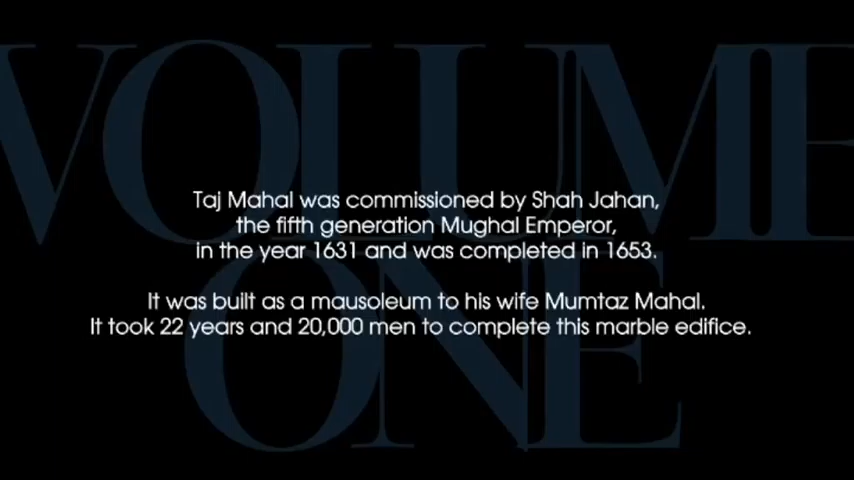 VOLUME
ONE
Taj Mahal was commissioned by Shah Jahan,
the fifth generation Mughal Emperor,
in the year 1631 and was completed in 1653.
It was built as a mausoleum to his wife Mumtaz Mahal.
It took 22 years and 20,000 men to complete this marble edifice.